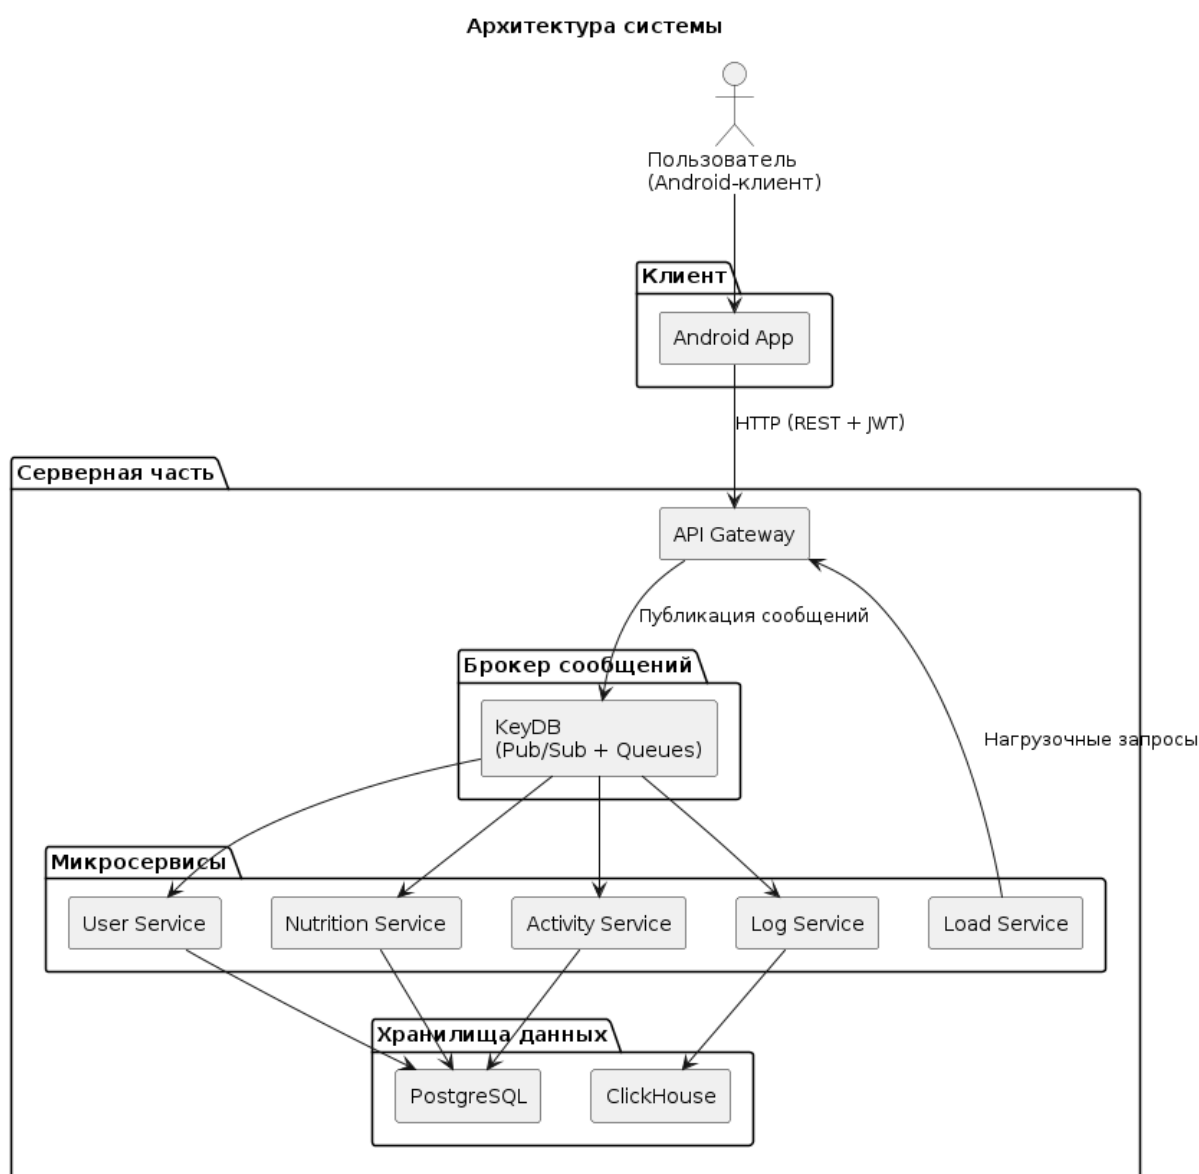 Архитектура системы
Пользователь
(Android-клиент)
Клиент
Android App
HTTP (REST + JWT)
Серверная часть
API Gateway
Публикация сообщений
Брокер сообщений
KeyDB
(Pub/Sub + Queues)
Нагрузочные запросы
Микросервисы
User Service
Nutrition Service
Activity Service
Log Service
Load Service
Хранилища данных
PostgreSQL
ClickHouse